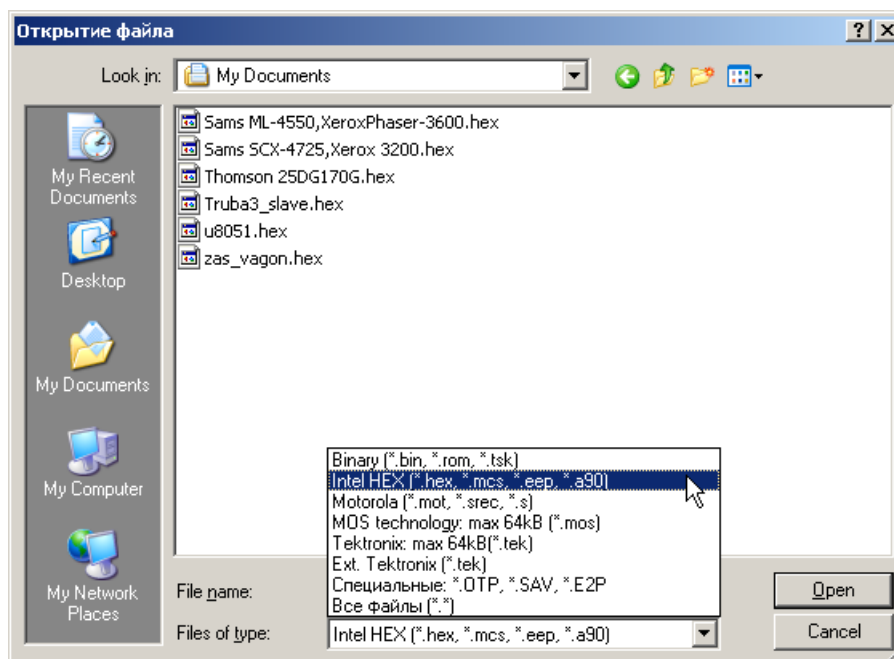 Открытие файла
Look in: My Documents
My Recent
Documents
Desktop
My Documents
My Computer
My Network
Places
Sams ML-4550,XeroxPhaser-3600.hex
Sams SCX-4725,Xerox 3200.hex
Thomson 25DG170G.hex
Truba3_slave.hex
u8051.hex
zas_vagon.hex
Binary (*.bin, *.rom, *.tsk)
Intel HEX (*.hex, *.mcs, *.eep, *.a90)
Motorola (*.mot, *.srec, *.s)
MOS technology: max 64kB (*.mos)
Tektronix: max 64kB(*.tek)
Ext. Tektronix (*.tek)
Специальные: *.OTP, *.SAV, *.E2P
Все файлы (*.*)
File name:
Open
Files of type: Intel HEX (*.hex, *.mcs, *.eep, *.a90)
Cancel